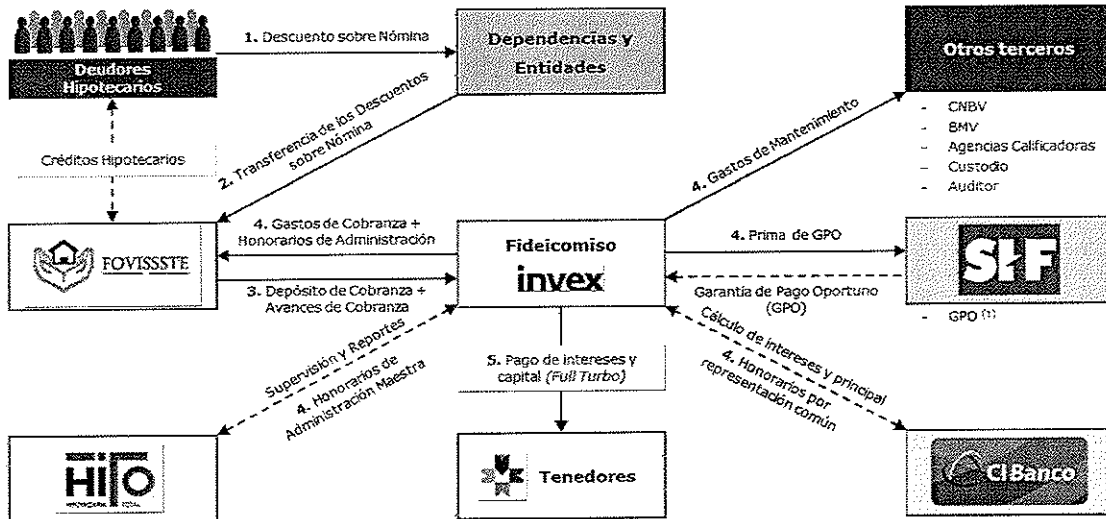 1. Descuento sobre Nómina
Dependencias y
Entidades
Otros terceros
Deudores
Hipotecarios
- CNBV
- BMV
- Agencias Calificadoras
- Custodio
- Auditor
2. Transferencia de los Descuentos
sobre Nómina
4. Gastos de Mantenimiento
Créditos Hipotecarios
4. Gastos de Cobranza +
Honorarios de Administración
FOVISSSTE
Fideicomiso
invex
4. Prima de GPO
SHF
3. Depósito de Cobranza +
Avances de Cobranza
Garantía de Pago Oportuno
(GPO)
- GPO (1)
Supervisión y Reportes
4. Honorarios de
Administración Maestra
5. Pago de intereses y
capital (Full Turbo)
Cálculo de intereses y principal
4. Honorarios por
representación común
HiTo
Tenedores
CIBanco